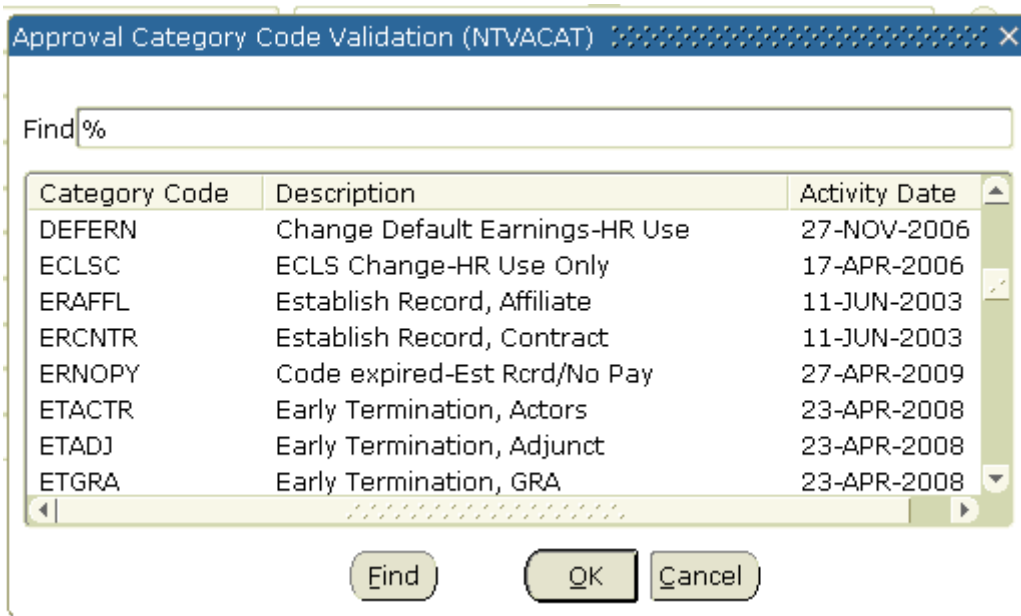 Approval Category Code Validation (NTVACAT)
Find %
Category Code Description Activity Date
DEFERN Change Default Earnings-HR Use 27-NOV-2006
ECLSC ECLS Change-HR Use Only 17-APR-2006
ERAFFL Establish Record, Affiliate 11-JUN-2003
ERCNTR Establish Record, Contract 11-JUN-2003
ERNOPY Code expired-Est Rcrd/No Pay 27-APR-2009
ETACTR Early Termination, Actors 23-APR-2008
ETADJ Early Termination, Adjunct 23-APR-2008
ETGRA Early Termination, GRA 23-APR-2008
Find OK Cancel